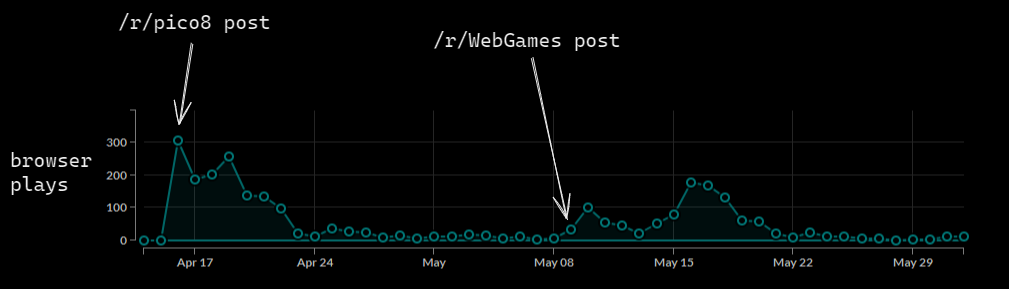 /r/pico8 post
/r/WebGames post
browser
plays
300
200
100
0
Apr 17 Apr 24 May May 08 May 15 May 22 May 29